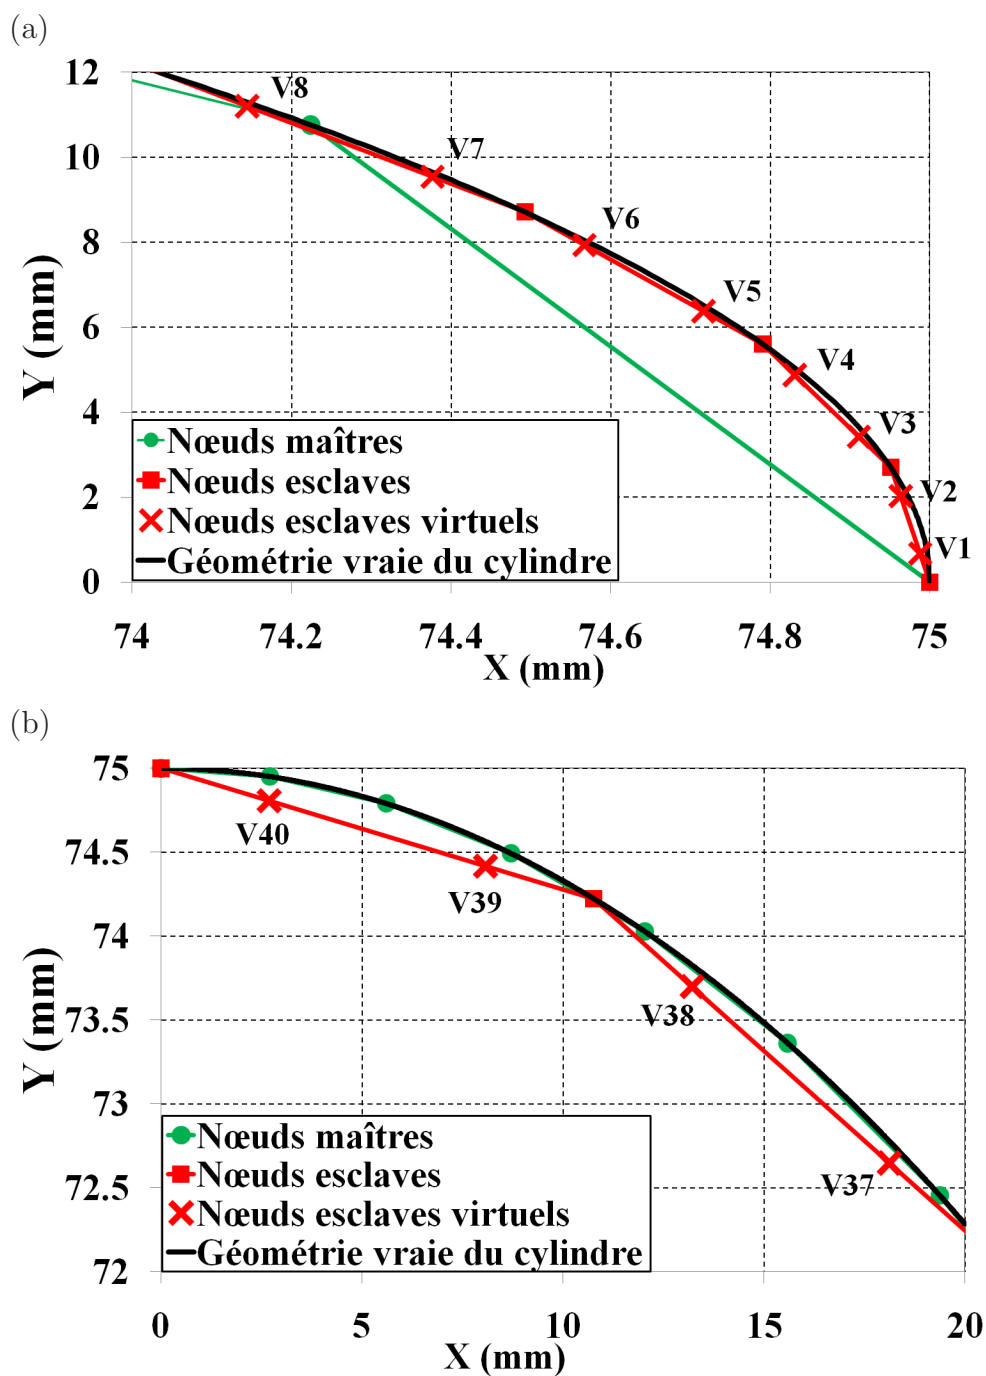 (a)
12
10
8
6
4
2
0
Y (mm)
V8
V7
V6
V5
V4
V3
V2
V1
Nœuds maîtres
Nœuds esclaves
Nœuds esclaves virtuels
Géométrie vraie du cylindre
74 74.2 74.4 74.6 74.8 75
X (mm)
(b)
75
74.5
74
73.5
73
72.5
72
Y (mm)
V40
V39
V38
V37
Nœuds maîtres
Nœuds esclaves
Nœuds esclaves virtuels
Géométrie vraie du cylindre
0 5 10 15 20
X (mm)